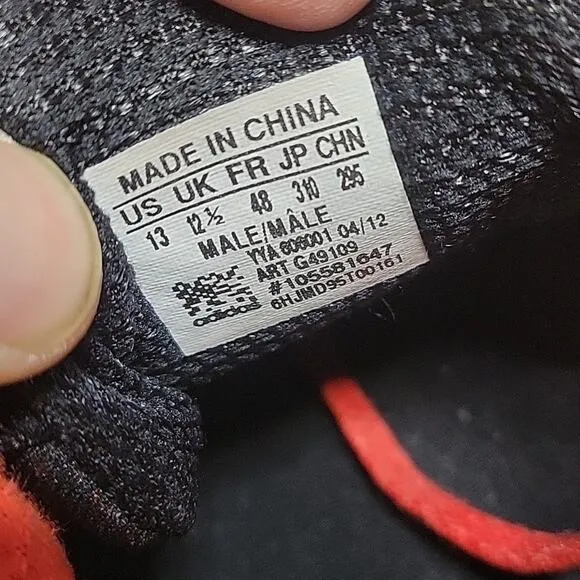 MADE IN CHINA
US UK FR JP CHN
13 12½ 48 310 295
MALE/MÂLE
YYA 606001 04/12
ART G49109
#105581647
6HJMD95T00161
adidas